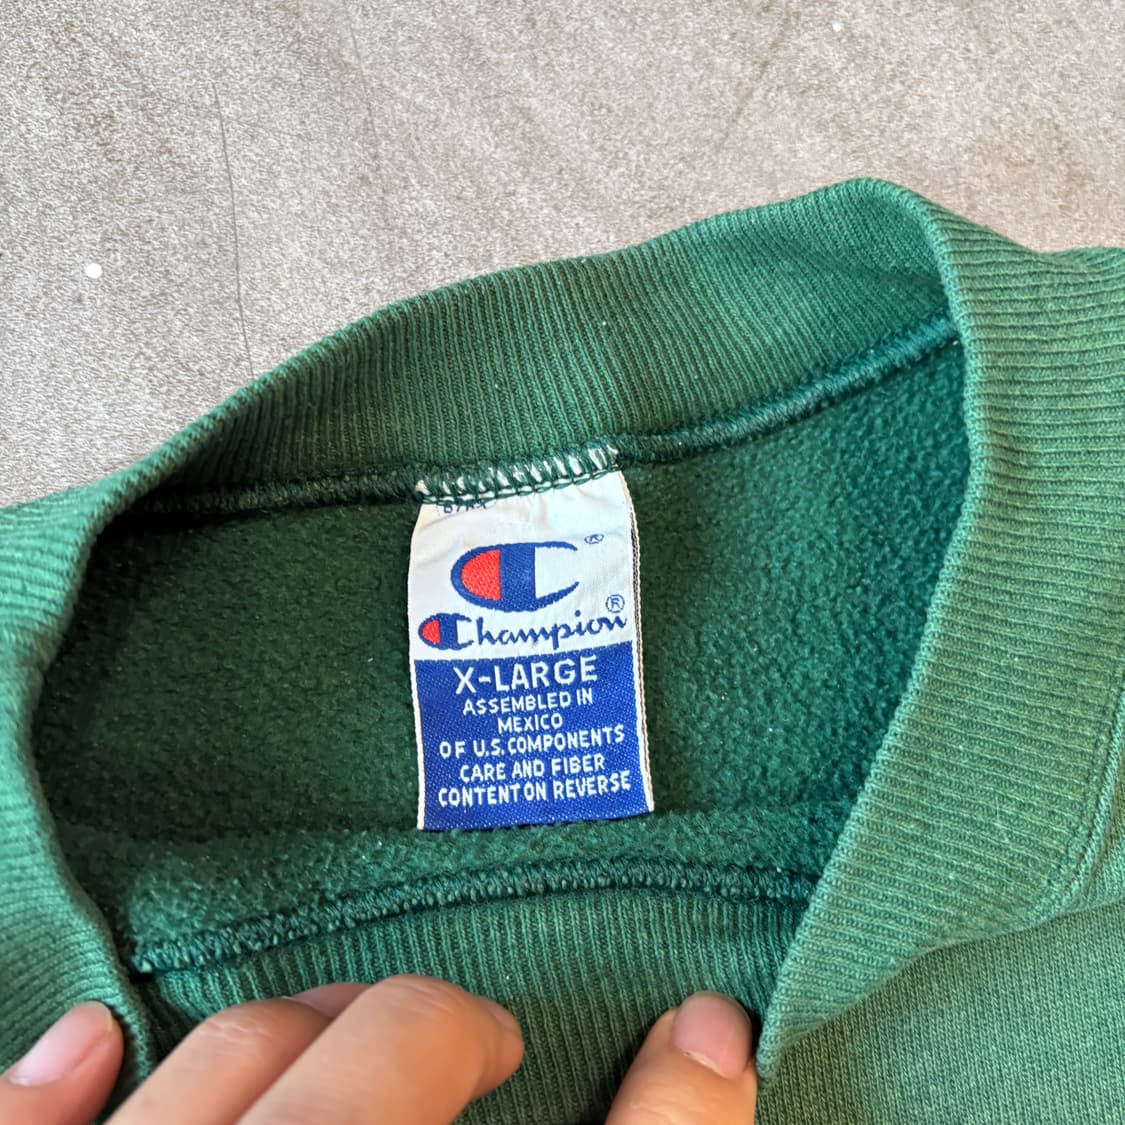 ®
Champion®
X-LARGE
ASSEMBLED IN
MEXICO
OF U.S. COMPONENTS
CARE AND FIBER
CONTENT ON REVERSE